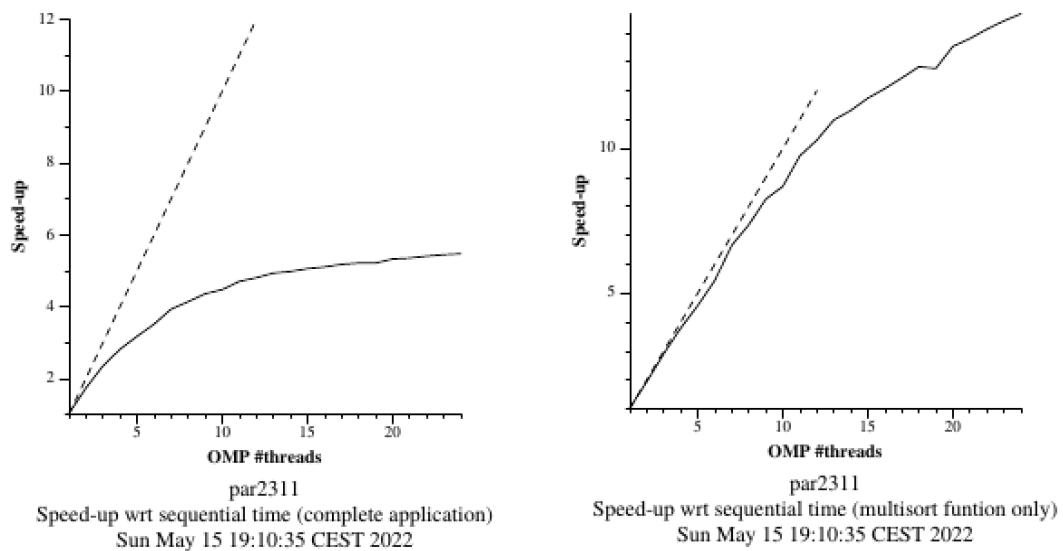 12
10
8
6
4
2
Speed-up
5
10
15
20
OMP #threads
par2311
Speed-up wrt sequential time (complete application)
Sun May 15 19:10:35 CEST 2022
10
5
Speed-up
5
10
15
20
OMP #threads
par2311
Speed-up wrt sequential time (multisort funtion only)
Sun May 15 19:10:35 CEST 2022